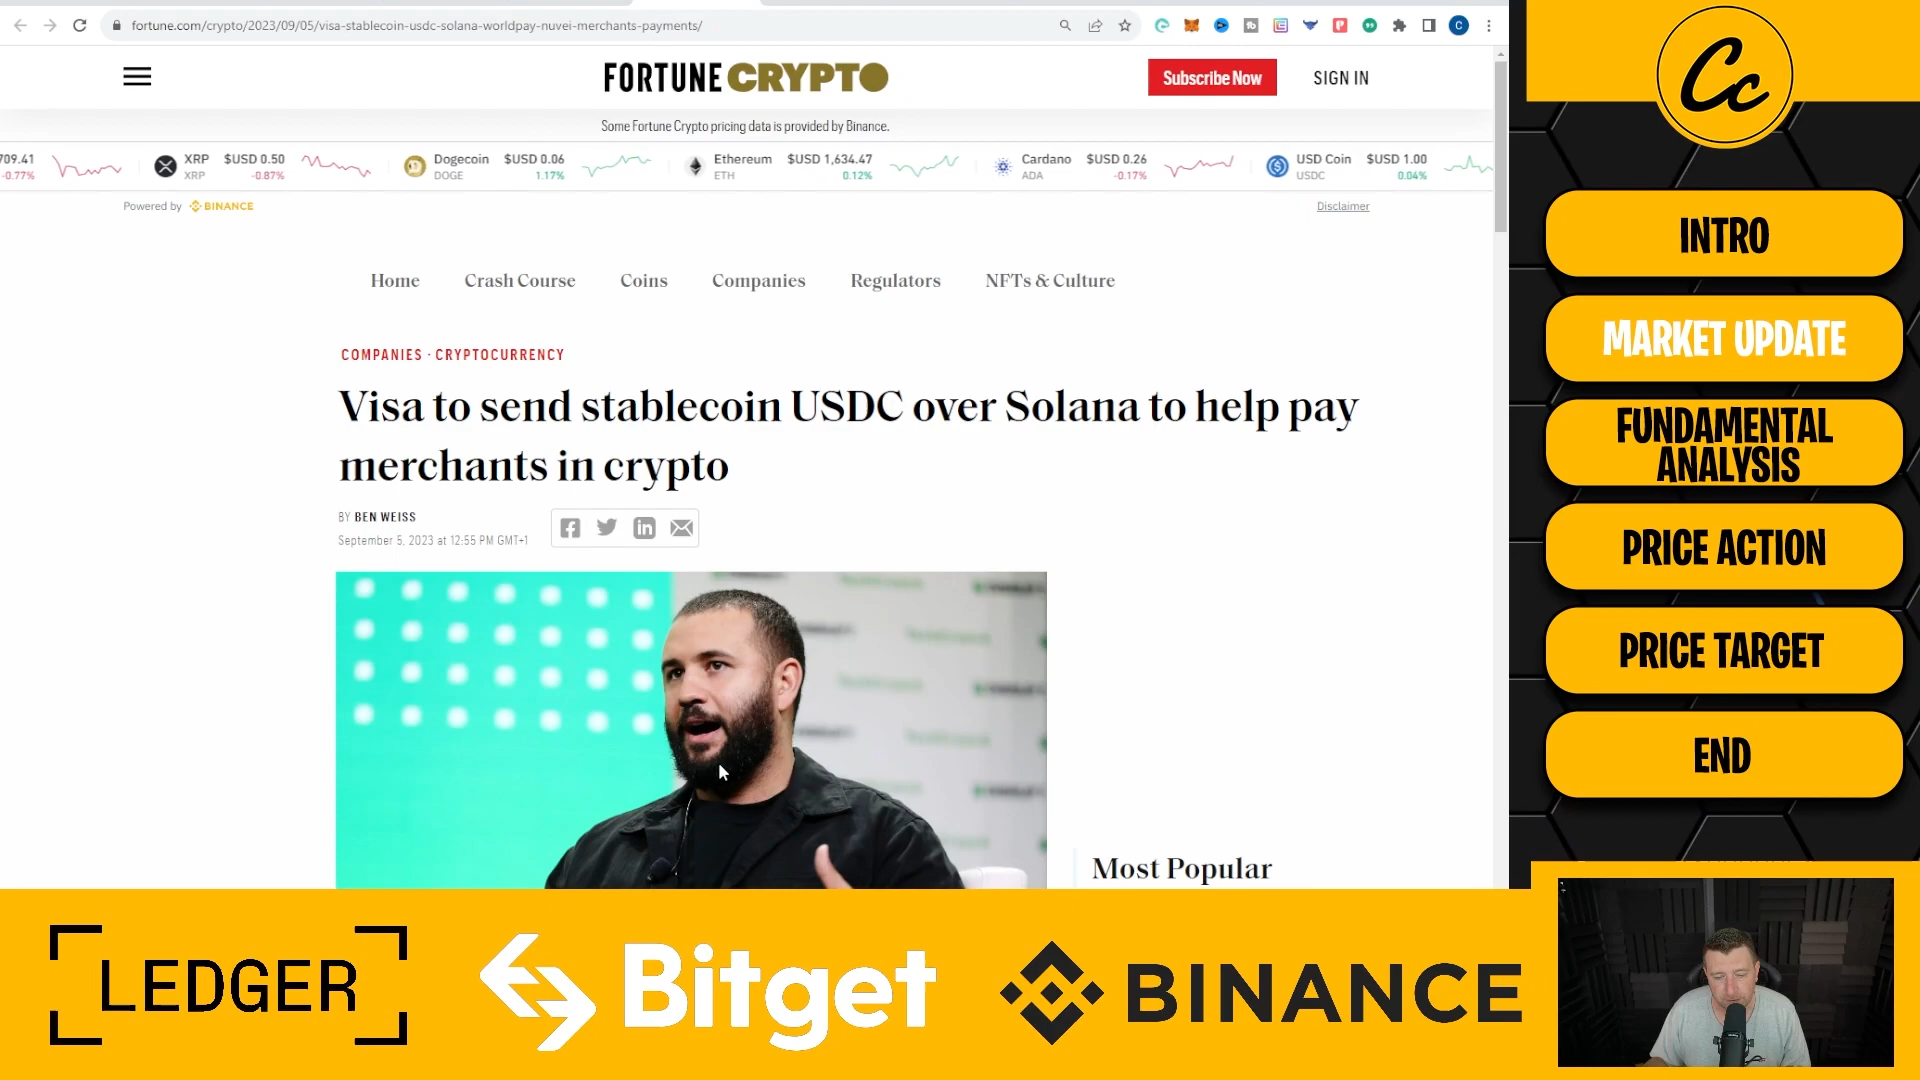 fortune.com/crypto/2023/09/05/visa-stablecoin-usdc-solana-worldpay-nuvei-merchants-payments/
C
FORTUNE CRYPTO
Subscribe Now
SIGN IN
Some Fortune Crypto pricing data is provided by Binance.
709.41
-0.77%
XRP $USD 0.50
XRP -0.87%
Dogecoin $USD 0.06
DOGE 1.17%
Ethereum $USD 1,634.47
ETH 0.12%
Cardano $USD 0.26
ADA -0.17%
USD Coin $USD 1.00
USDC 0.04%
Powered by BINANCE
Disclaimer
Home Crash Course Coins Companies Regulators NFTs & Culture
COMPANIES · CRYPTOCURRENCY
Visa to send stablecoin USDC over Solana to help pay
merchants in crypto
BY BEN WEISS
September 5, 2023 at 12:55 PM GMT+1
Most Popular
Cc
INTRO
MARKET UPDATE
FUNDAMENTAL
ANALYSIS
PRICE ACTION
PRICE TARGET
END
LEDGER
Bitget
BINANCE